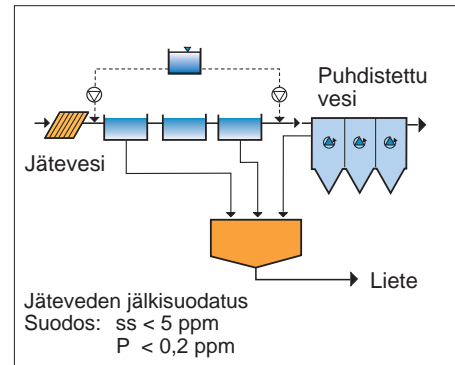 Puhdistettu
vesi
Jätevesi
Liete
Jäteveden jälkisuodatus
Suodos: ss < 5 ppm
P < 0,2 ppm